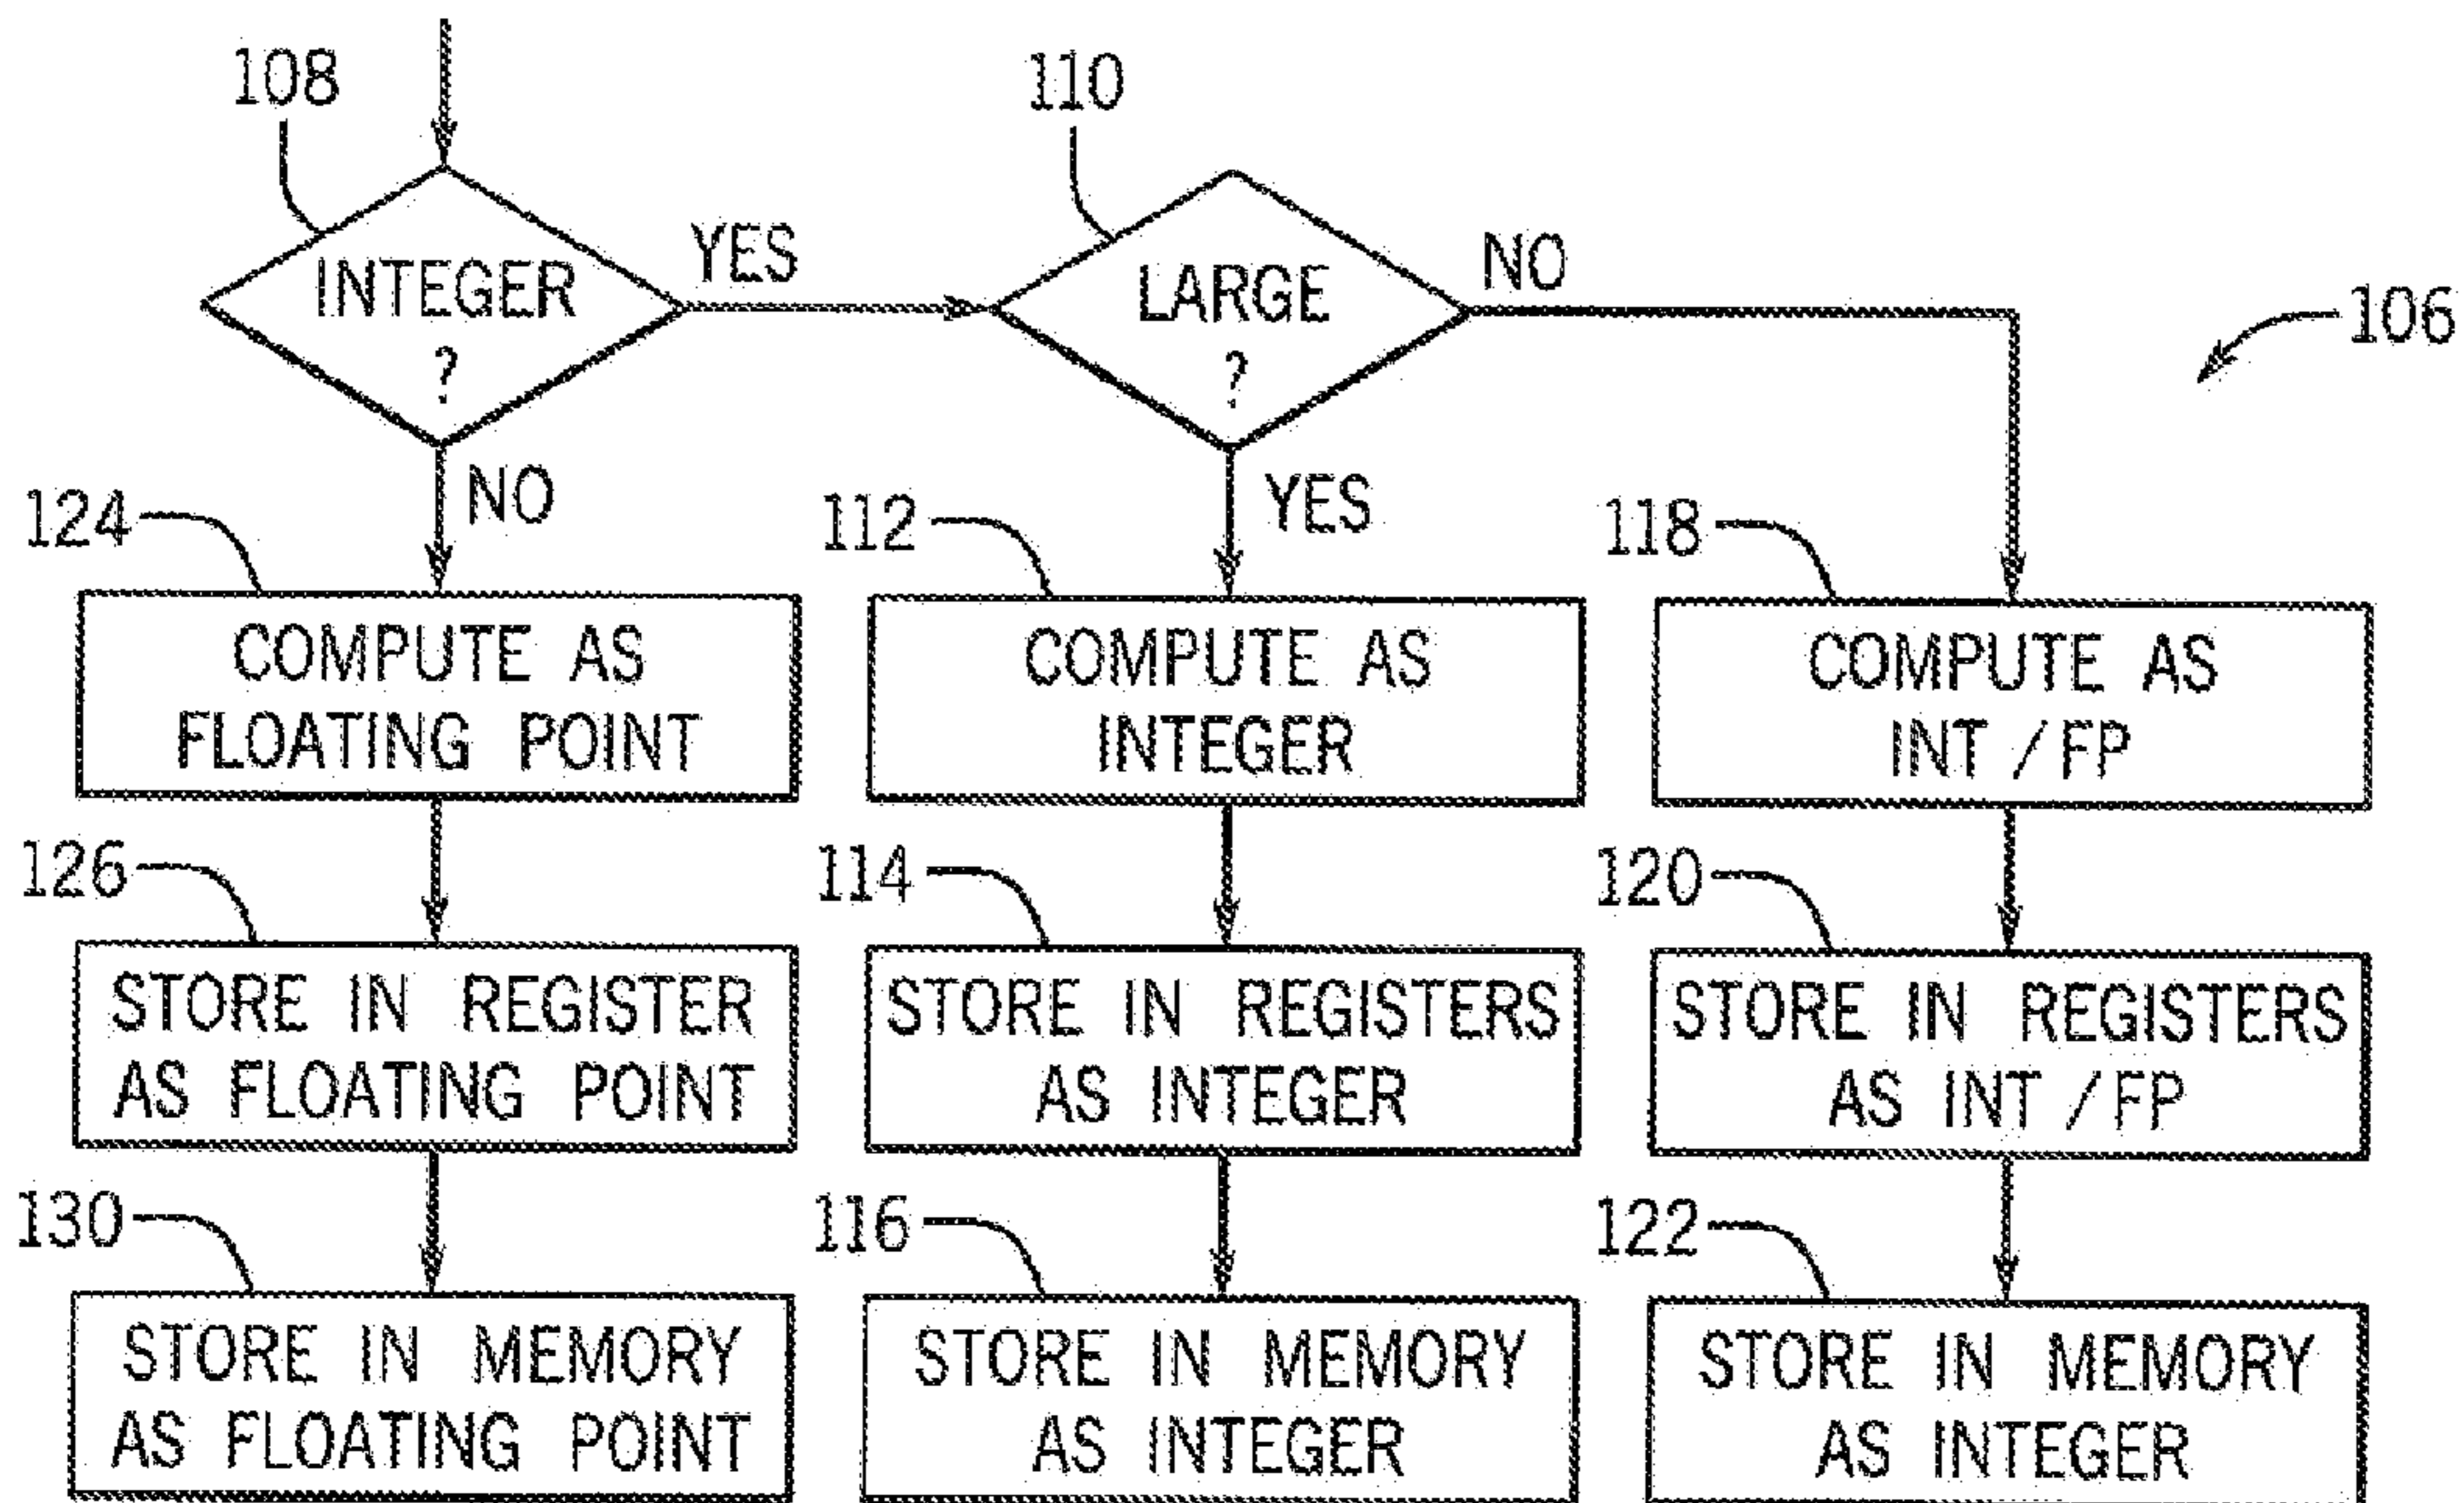 108
110
INTEGER
?
YES
LARGE
?
NO
106
NO
YES
124
112
118
COMPUTE AS
FLOATING POINT
COMPUTE AS
INTEGER
COMPUTE AS
INT / FP
126
114
120
STORE IN REGISTER
AS FLOATING POINT
STORE IN REGISTERS
AS INTEGER
STORE IN REGISTERS
AS INT / FP
130
116
122
STORE IN MEMORY
AS FLOATING POINT
STORE IN MEMORY
AS INTEGER
STORE IN MEMORY
AS INTEGER